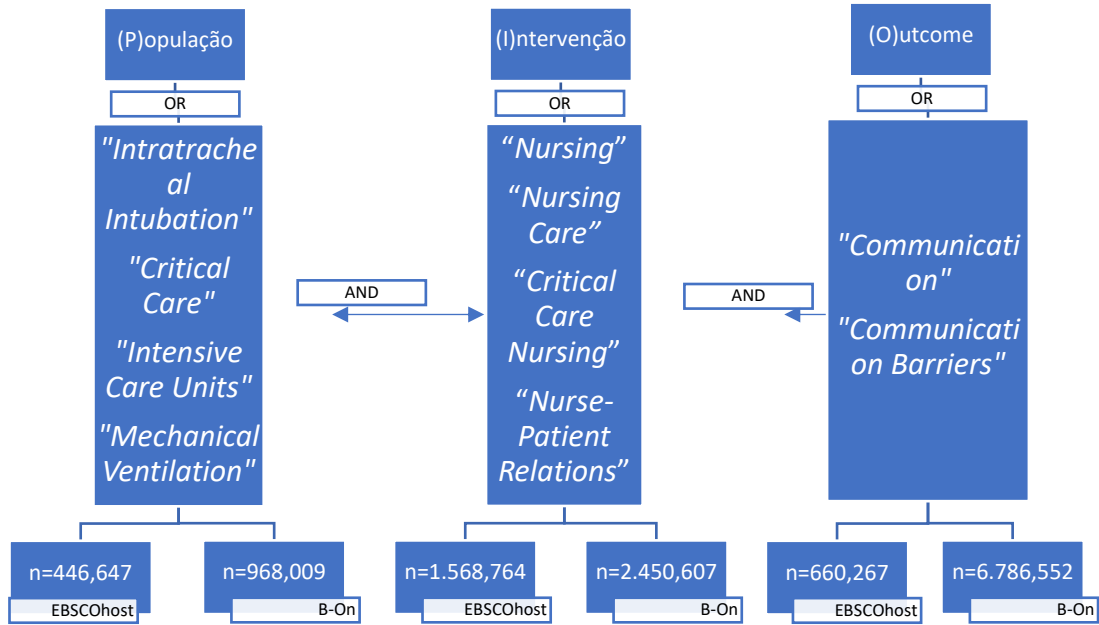 (P)opulação
OR
"Intratrache
al
Intubation"
"Critical
Care"
"Intensive
Care Units"
"Mechanical
Ventilation"
n=446,647
EBSCOhost
n=968,009
B-On
AND
(I)ntervenção
OR
“Nursing”
“Nursing
Care”
“Critical
Care
Nursing”
“Nurse-
Patient
Relations”
n=1.568,764
EBSCOhost
n=2.450,607
B-On
AND
(O)utcome
OR
"Communicati
on"
"Communicati
on Barriers"
n=660,267
EBSCOhost
n=6.786,552
B-On